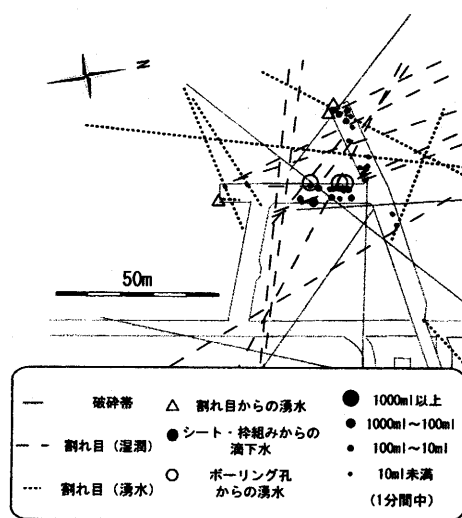 N
50m
破砕帯
割れ目（湿潤）
割れ目（湧水）
割れ目からの湧水
シート・枠組みからの
滴下水
ボーリング孔
からの湧水
1000ml以上
1000ml～100ml
100ml～10ml
10ml未満
(1分間中)